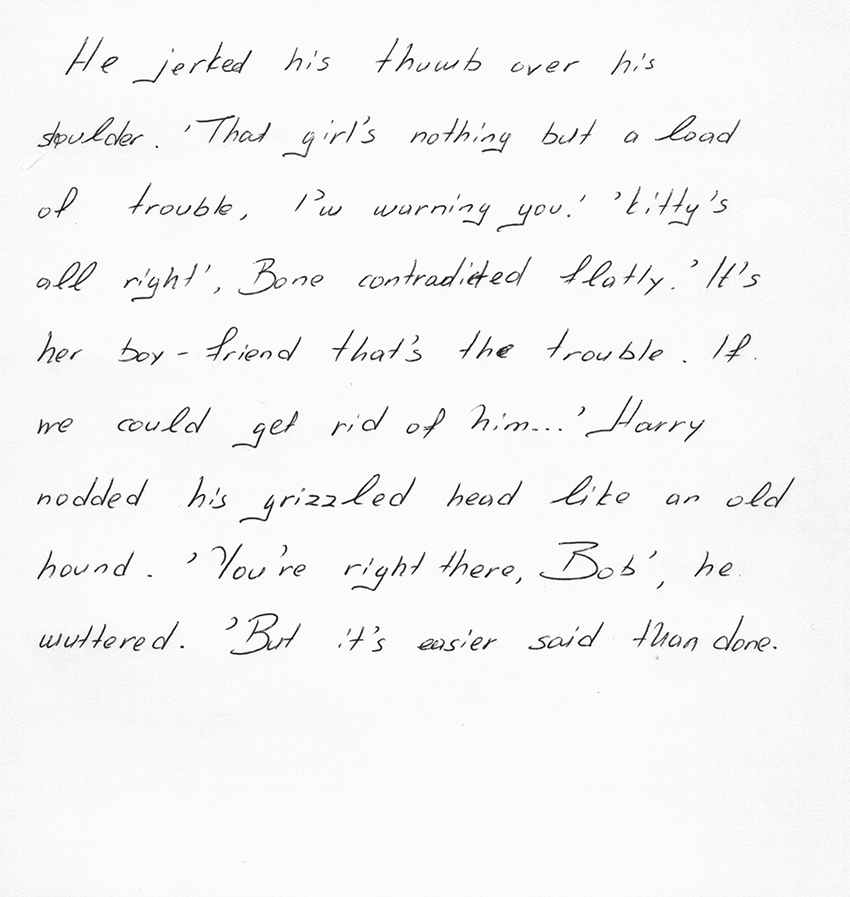 He jerked his thumb over his
shoulder. 'That girl's nothing but a load
of trouble, I'm warning you.' 'Kitty's
all right', Bone contradicted flatly. 'It's
her boy-friend that's the trouble. If
we could get rid of him...' Harry
nodded his grizzled head like an old
hound. 'You're right there, Bob', he
muttered. 'But it's easier said than done.